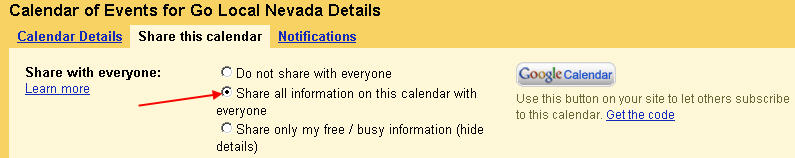 Calendar of Events for Go Local Nevada Details
Calendar Details Share this calendar Notifications
Share with everyone:
Learn more
Do not share with everyone
Share all information on this calendar with
everyone
Share only my free / busy information (hide
details)
Google Calendar
Use this button on your site to let others subscribe
to this calendar. Get the code